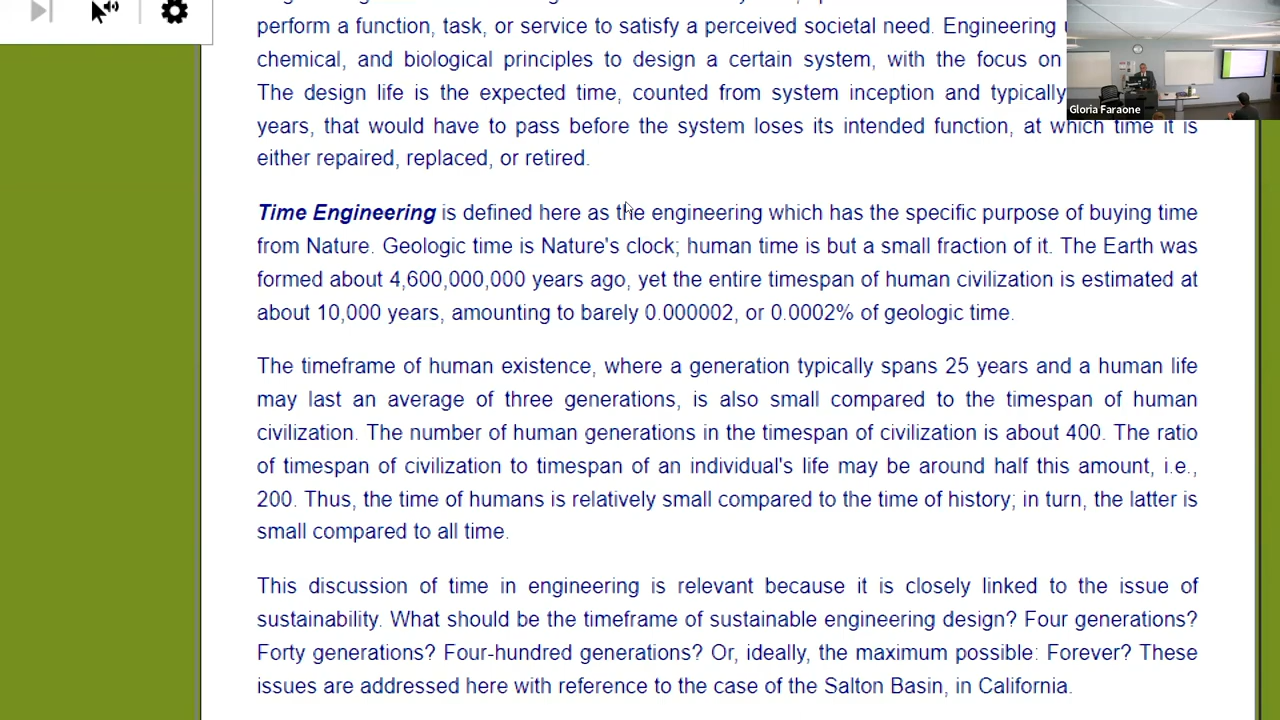 perform a function, task, or service to satisfy a perceived societal need. Engineering
chemical, and biological principles to design a certain system, with the focus on
The design life is the expected time, counted from system inception and typically
Gloria Faraone
years, that would have to pass before the system loses its intended function, at which time it is
either repaired, replaced, or retired.
Time Engineering is defined here as the engineering which has the specific purpose of buying time
from Nature. Geologic time is Nature's clock; human time is but a small fraction of it. The Earth was
formed about 4,600,000,000 years ago, yet the entire timespan of human civilization is estimated at
about 10,000 years, amounting to barely 0.000002, or 0.0002% of geologic time.
The timeframe of human existence, where a generation typically spans 25 years and a human life
may last an average of three generations, is also small compared to the timespan of human
civilization. The number of human generations in the timespan of civilization is about 400. The ratio
of timespan of civilization to timespan of an individual's life may be around half this amount, i.e.,
200. Thus, the time of humans is relatively small compared to the time of history; in turn, the latter is
small compared to all time.
This discussion of time in engineering is relevant because it is closely linked to the issue of
sustainability. What should be the timeframe of sustainable engineering design? Four generations?
Forty generations? Four-hundred generations? Or, ideally, the maximum possible: Forever? These
issues are addressed here with reference to the case of the Salton Basin, in California.